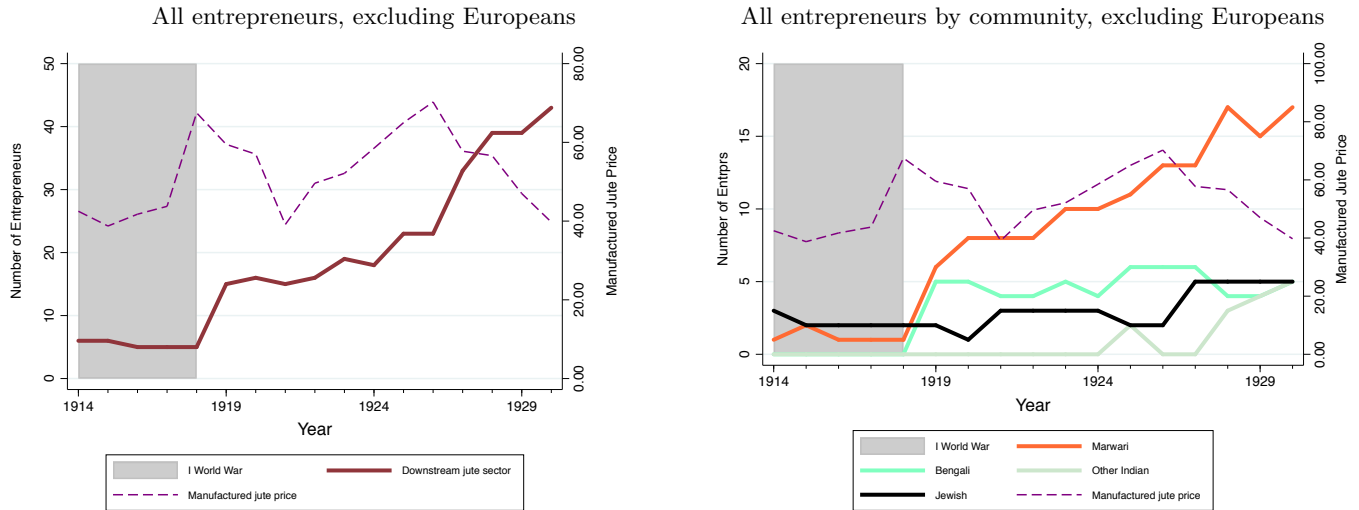 All entrepreneurs, excluding Europeans
Number of Entrepreneurs
50
40
30
20
10
0
80.00
60.00
40.00
20.00
0.00
Manufactured Jute Price
1914 1919 1924 1929
Year
I World War Downstream jute sector
Manufactured jute price
All entrepreneurs by community, excluding Europeans
Number of Entprs
20
15
10
5
0
100.00
80.00
60.00
40.00
20.00
0.00
Manufactured Jute Price
1914 1919 1924 1929
Year
I World War Marwari
Bengali Other Indian
Jewish Manufactured jute price